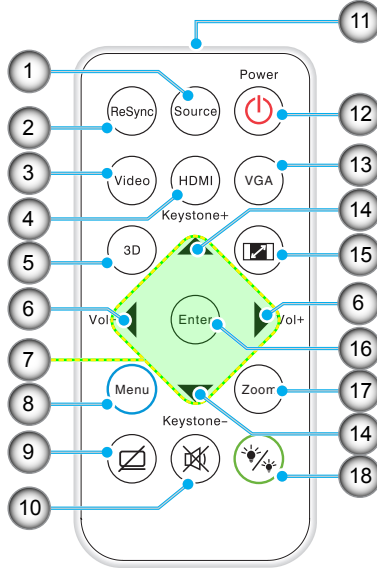 11
1
Power
2
ReSync
Source
12
3
13
Video
HDMI
VGA
4
Keystone+
14
5
3D
15
6
6
Vol-
Enter
Vol+
16
7
8
Menu
Zoom
17
Keystone–
14
9
10
18